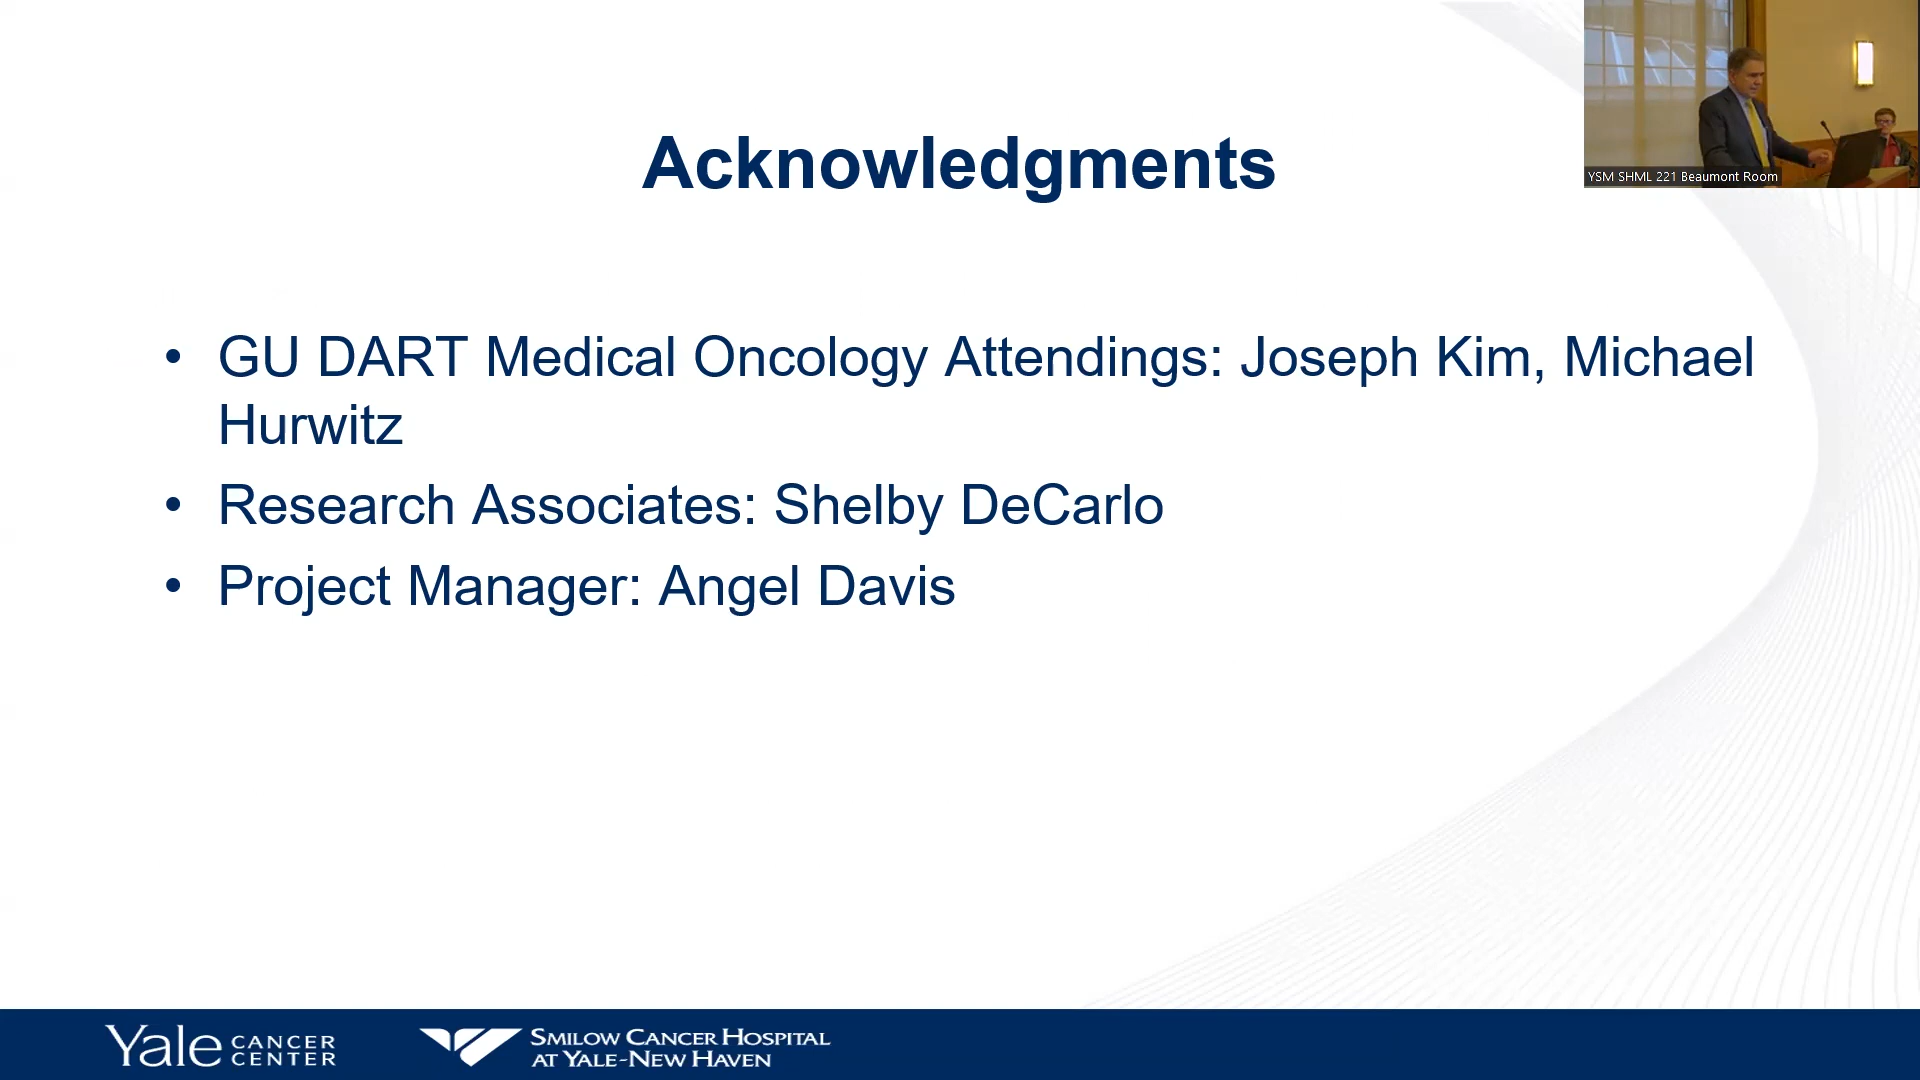 Acknowledgments
YSM SHML 221 Beaumont Room
• GU DART Medical Oncology Attendings: Joseph Kim, Michael
Hurwitz
• Research Associates: Shelby DeCarlo
• Project Manager: Angel Davis
Yale CANCER CENTER
SMILOW CANCER HOSPITAL
AT YALE-NEW HAVEN